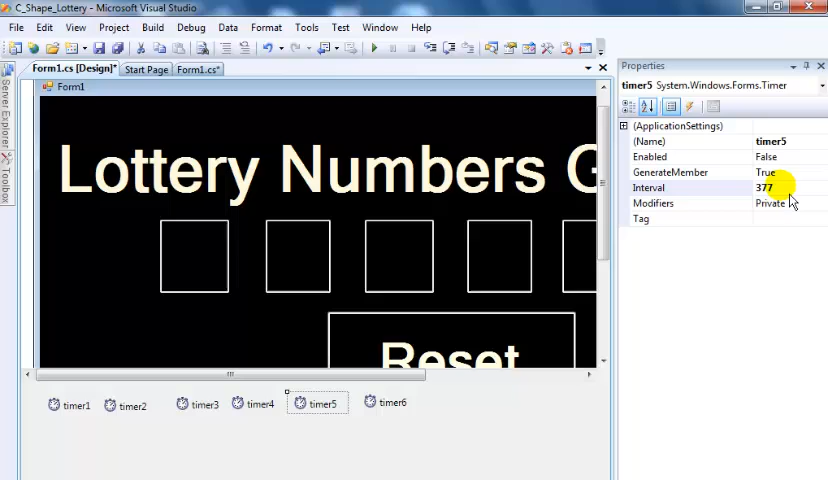 C_Shape_Lottery - Microsoft Visual Studio
File Edit View Project Build Debug Data Format Tools Test Window Help
Form1.cs [Design]* Start Page Form1.cs*
Server Explorer
Toolbox
Form1
Lottery Numbers G
Reset
timer1 timer2 timer3 timer4 timer5 timer6
Properties
timer5 System.Windows.Forms.Timer
(ApplicationSettings)
(Name) timer5
Enabled False
GenerateMember True
Interval 377
Modifiers Private
Tag